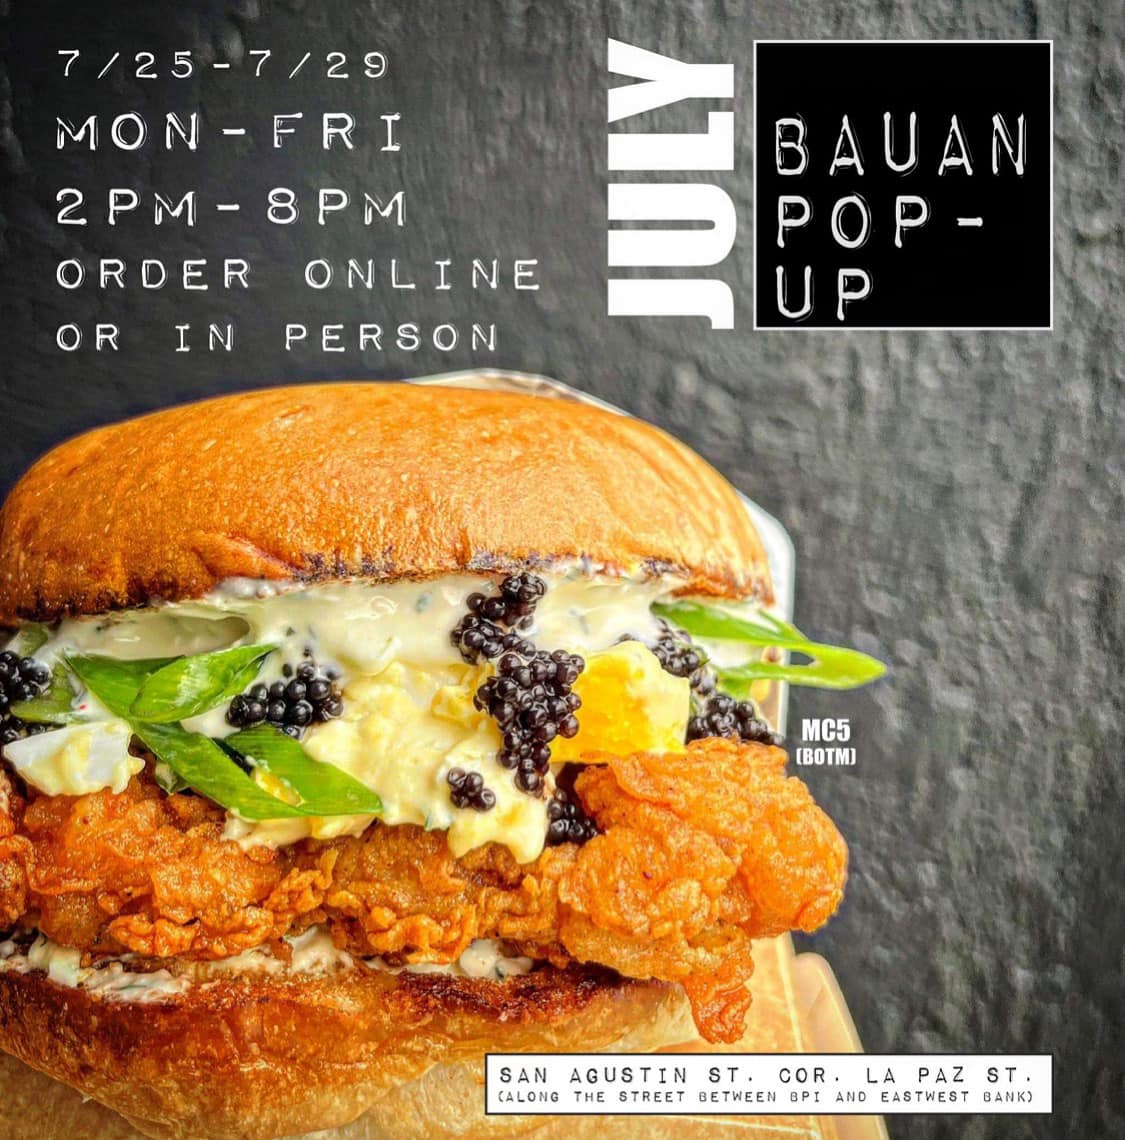 7/25-7/29
MON-FRI
2PM-8PM
ORDER ONLINE
OR IN PERSON
JULY
BAUAN
POP-
UP
MC5
(BOTM)
SAN AGUSTIN ST. COR. LA PAZ ST.
(ALONG THE STREET BETWEEN BPI AND EASTWEST BANK)